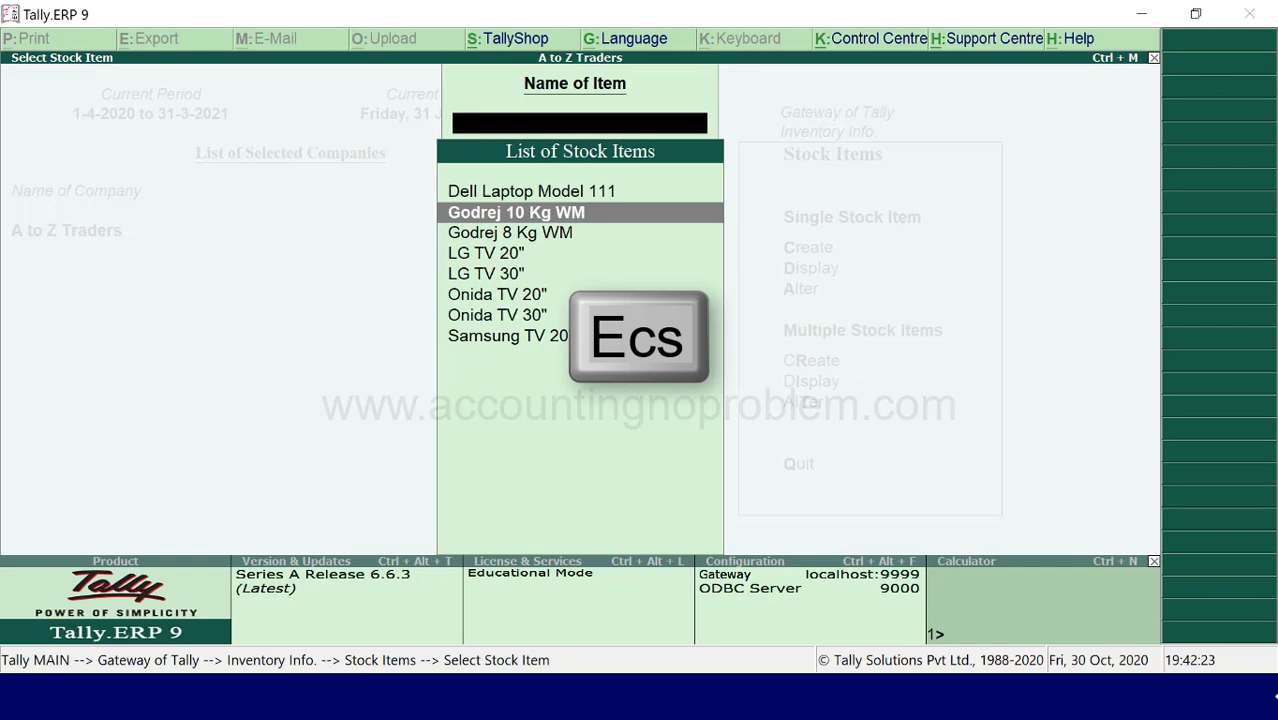 Tally.ERP 9
P:Print E:Export M:E-Mail O:Upload S:TallyShop G:Language K:Keyboard K:Control Centre H:Support Centre H:Help
Select Stock Item A to Z Traders Ctrl + M
Name of Item
Current Period
1-4-2020 to 31-3-2021
Current
Friday, 31 J
List of Selected Companies
Name of Company
A to Z Traders
List of Stock Items
Dell Laptop Model 111
Godrej 10 Kg WM
Godrej 8 Kg WM
LG TV 20"
LG TV 30"
Onida TV 20"
Onida TV 30"
Samsung TV 20
Ecs
Gateway of Tally
Inventory Info.
Stock Items
Single Stock Item
Create
Display
Alter
Multiple Stock Items
CReate
DIsplay
AlTer
Quit
www.accountingnoproblem.com
Product
Tally
POWER OF SIMPLICITY
Tally.ERP 9
Version & Updates Ctrl + Alt + T
Series A Release 6.6.3
(Latest)
License & Services Ctrl + Alt + L
Educational Mode
Configuration Ctrl + Alt + F
Gateway localhost:9999
ODBC Server 9000
Calculator Ctrl + N
1>
Tally MAIN --> Gateway of Tally --> Inventory Info. --> Stock Items --> Select Stock Item © Tally Solutions Pvt Ltd., 1988-2020 Fri, 30 Oct, 2020 19:42:23